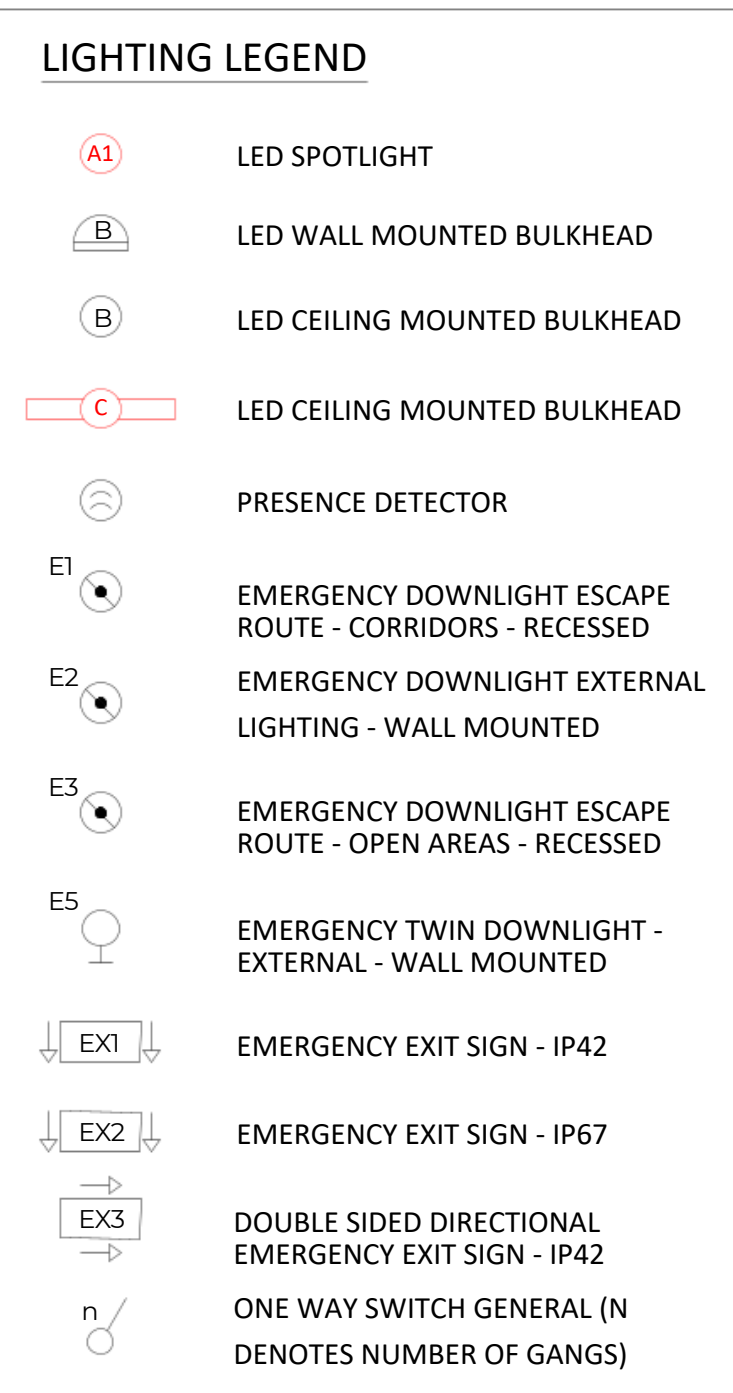 LIGHTING LEGEND
A1 LED SPOTLIGHT
B LED WALL MOUNTED BULKHEAD
B LED CEILING MOUNTED BULKHEAD
C LED CEILING MOUNTED BULKHEAD
PRESENCE DETECTOR
E1
EMERGENCY DOWNLIGHT ESCAPE
ROUTE - CORRIDORS - RECESSED
E2 EMERGENCY DOWNLIGHT EXTERNAL
LIGHTING - WALL MOUNTED
E3
EMERGENCY DOWNLIGHT ESCAPE
ROUTE - OPEN AREAS - RECESSED
E5
EMERGENCY TWIN DOWNLIGHT -
EXTERNAL - WALL MOUNTED
EX1 EMERGENCY EXIT SIGN - IP42
EX2 EMERGENCY EXIT SIGN - IP67
EX3 DOUBLE SIDED DIRECTIONAL
EMERGENCY EXIT SIGN - IP42
n ONE WAY SWITCH GENERAL (N
DENOTES NUMBER OF GANGS)